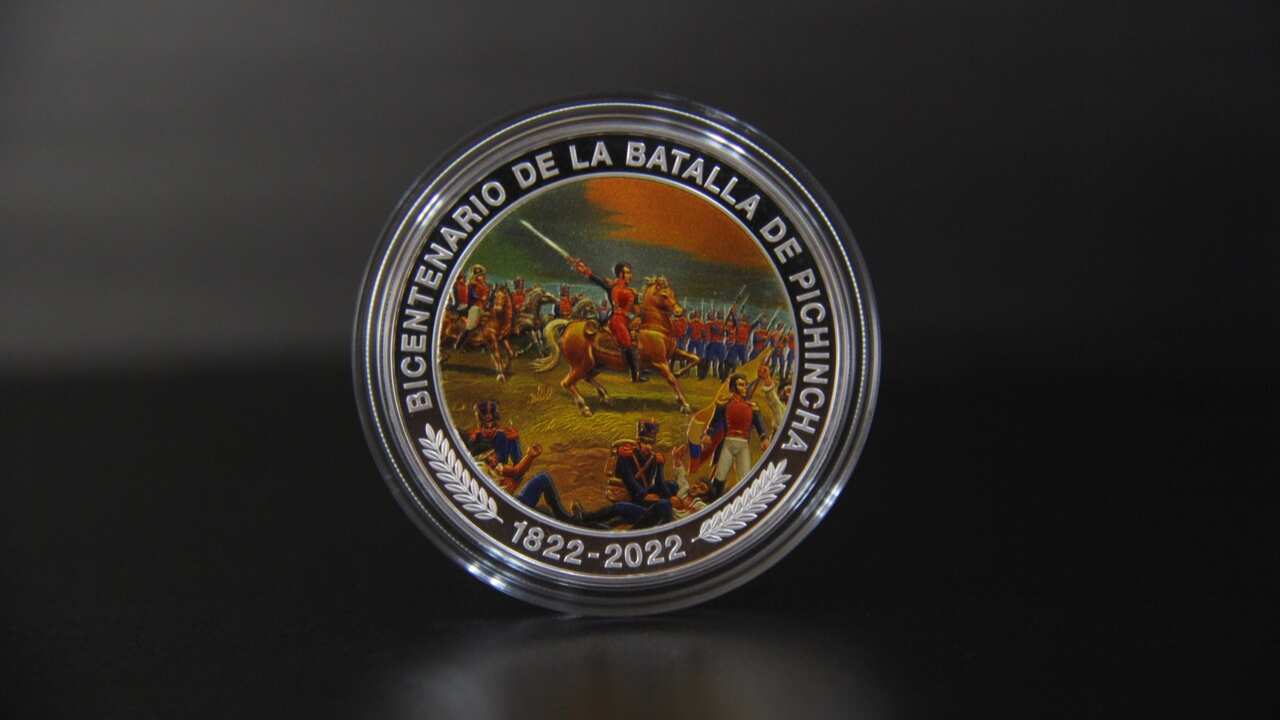 BICENTENARIO DE LA BATALLA DE PICHINCHA
1822-2022